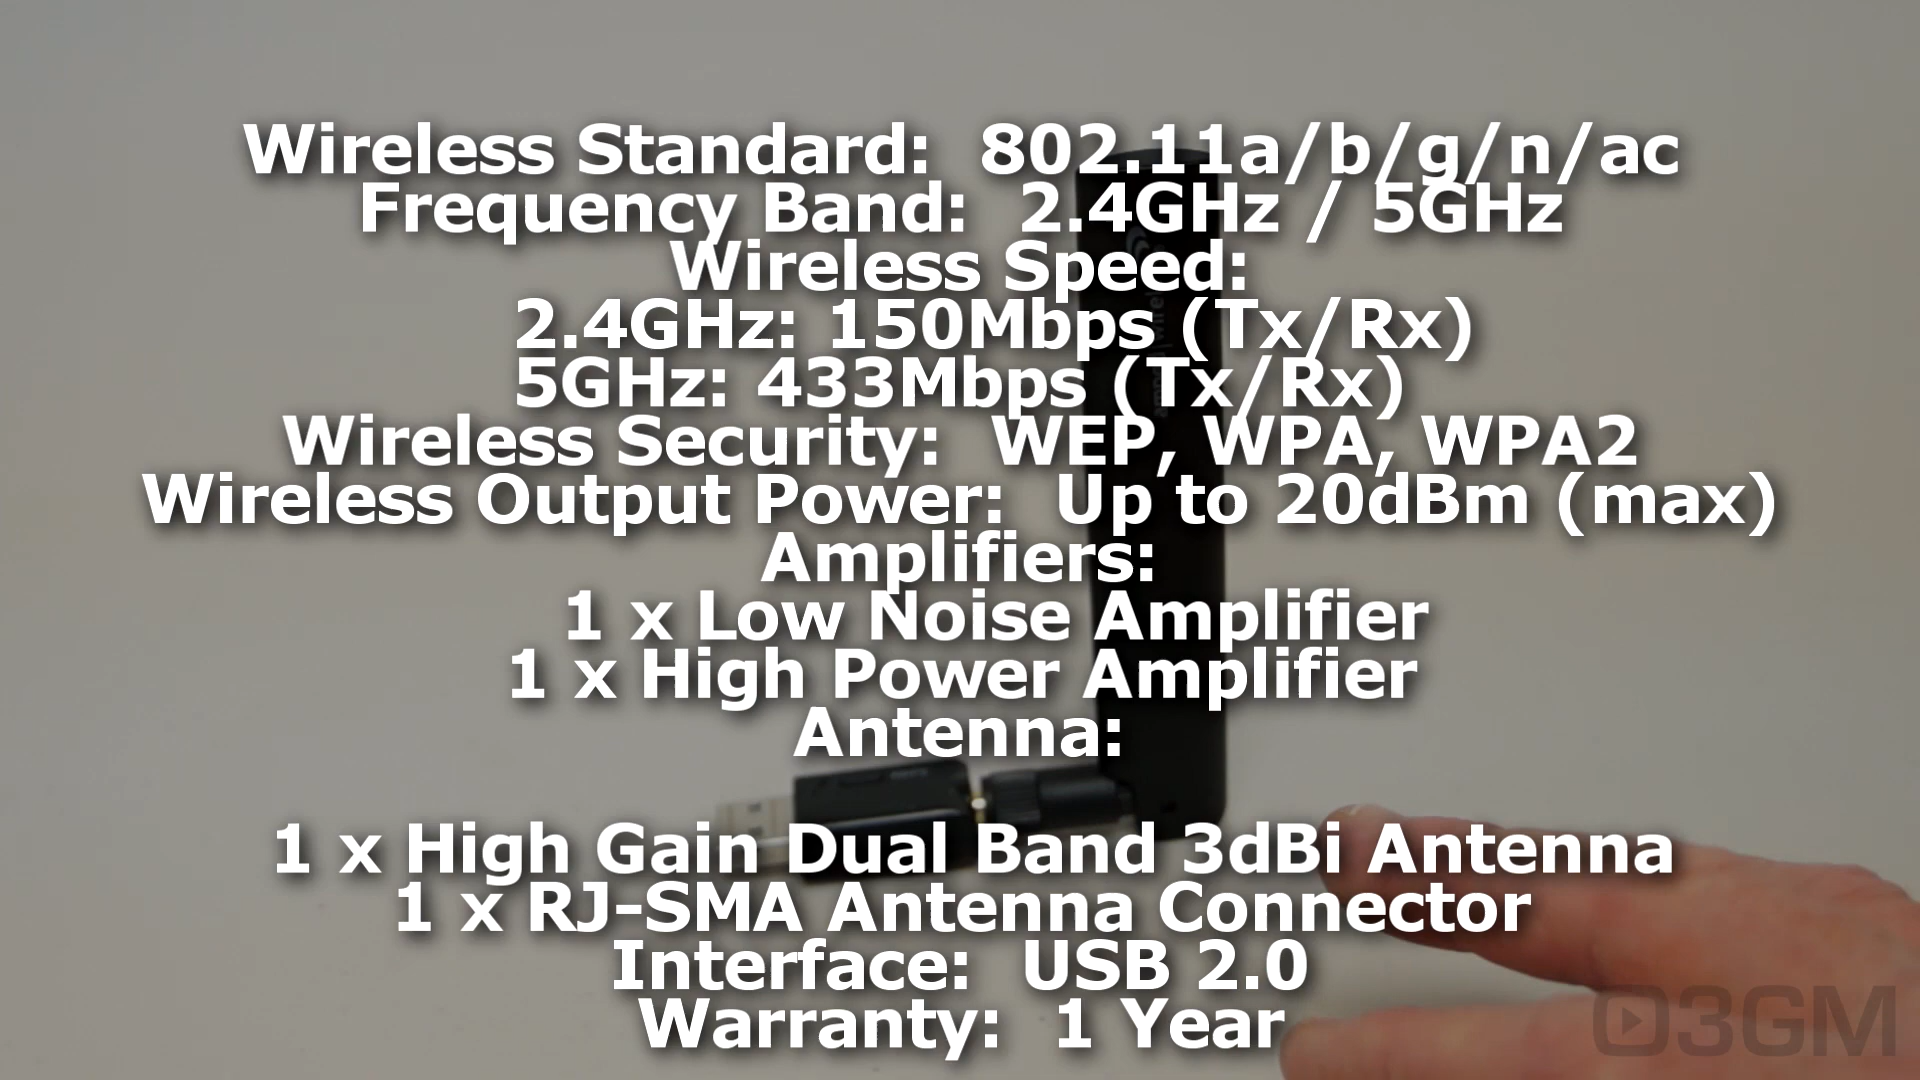 Wireless Standard: 802.11a/b/g/n/ac
Frequency Band: 2.4GHz / 5GHz
Wireless Speed:
2.4GHz: 150Mbps (Tx/Rx)
5GHz: 433Mbps (Tx/Rx)
Wireless Security: WEP, WPA, WPA2
Wireless Output Power: Up to 20dBm (max)
Amplifiers:
1 x Low Noise Amplifier
1 x High Power Amplifier
Antenna:
1 x High Gain Dual Band 3dBi Antenna
1 x RJ-SMA Antenna Connector
Interface: USB 2.0
Warranty: 1 Year
O3GM